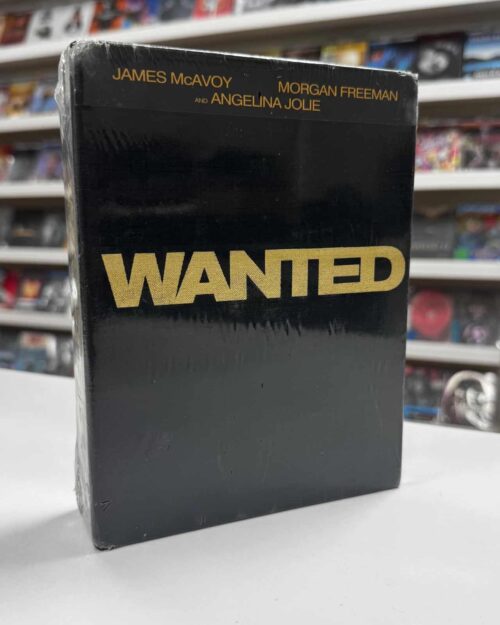 JAMES McAVOY MORGAN FREEMAN
AND ANGELINA JOLIE
WANTED